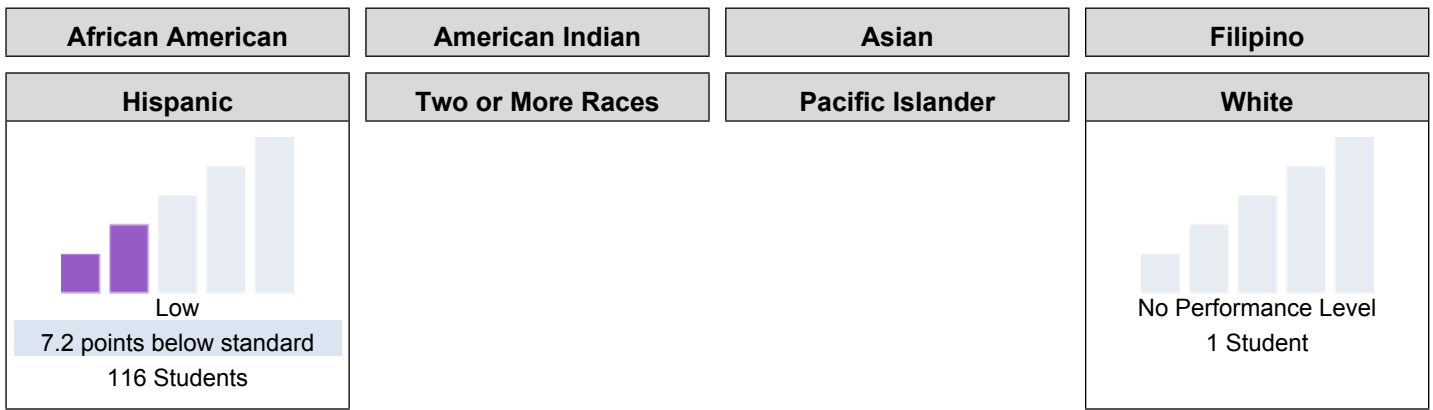 African American
American Indian
Asian
Filipino
Hispanic
Two or More Races
Pacific Islander
White
Low
7.2 points below standard
116 Students
No Performance Level
1 Student